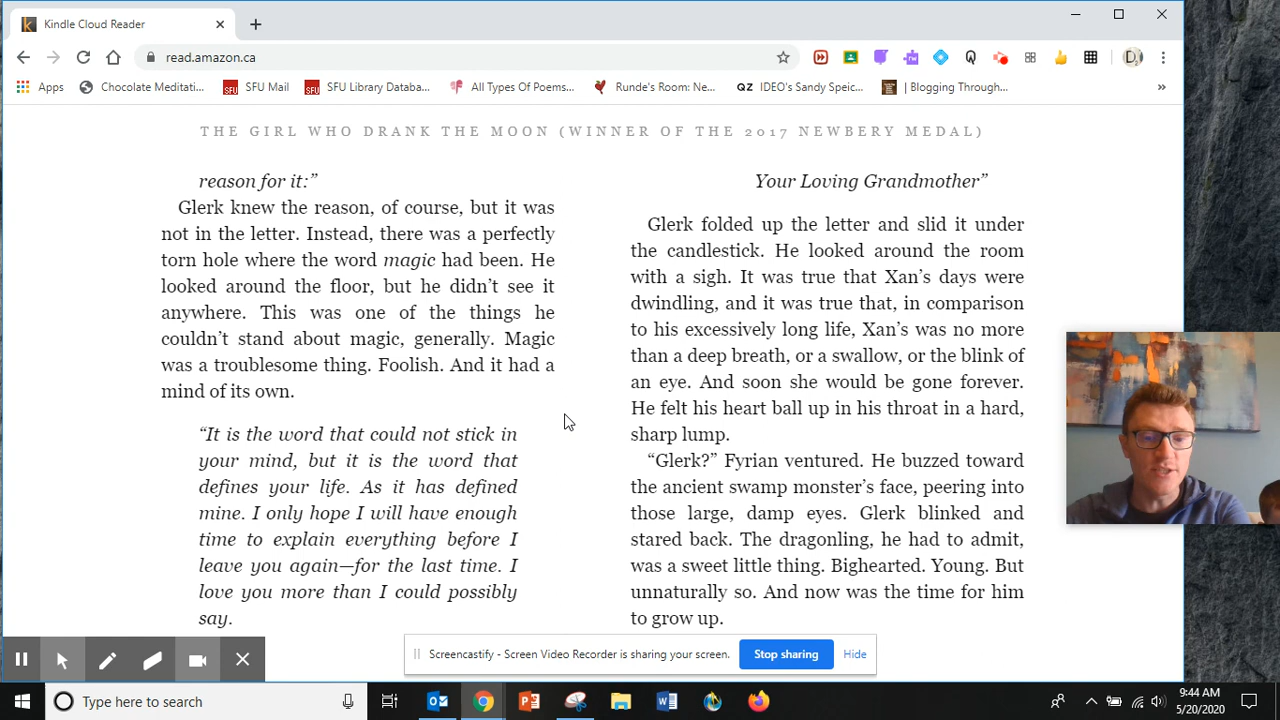 Kindle Cloud Reader
read.amazon.ca
Apps
Chocolate Meditati...
SFU Mail
SFU Library Databa...
All Types Of Poems...
Runde's Room: Ne...
IDEO's Sandy Speic...
| Blogging Through...
THE GIRL WHO DRANK THE MOON (WINNER OF THE 2017 NEWBERY MEDAL)
reason for it:”
Glerk knew the reason, of course, but it was
not in the letter. Instead, there was a perfectly
torn hole where the word magic had been. He
looked around the floor, but he didn’t see it
anywhere. This was one of the things he
couldn’t stand about magic, generally. Magic
was a troublesome thing. Foolish. And it had a
mind of its own.
“It is the word that could not stick in
your mind, but it is the word that
defines your life. As it has defined
mine. I only hope I will have enough
time to explain everything before I
leave you again—for the last time. I
love you more than I could possibly
say.
Your Loving Grandmother”
Glerk folded up the letter and slid it under
the candlestick. He looked around the room
with a sigh. It was true that Xan’s days were
dwindling, and it was true that, in comparison
to his excessively long life, Xan’s was no more
than a deep breath, or a swallow, or the blink of
an eye. And soon she would be gone forever.
He felt his heart ball up in his throat in a hard,
sharp lump.
“Glerk?” Fyrian ventured. He buzzed toward
the ancient swamp monster’s face, peering into
those large, damp eyes. Glerk blinked and
stared back. The dragonling, he had to admit,
was a sweet little thing. Bighearted. Young. But
unnaturally so. And now was the time for him
to grow up.
Screencastify - Screen Video Recorder is sharing your screen.
Stop sharing
Hide
Type here to search
9:44 AM
5/20/2020